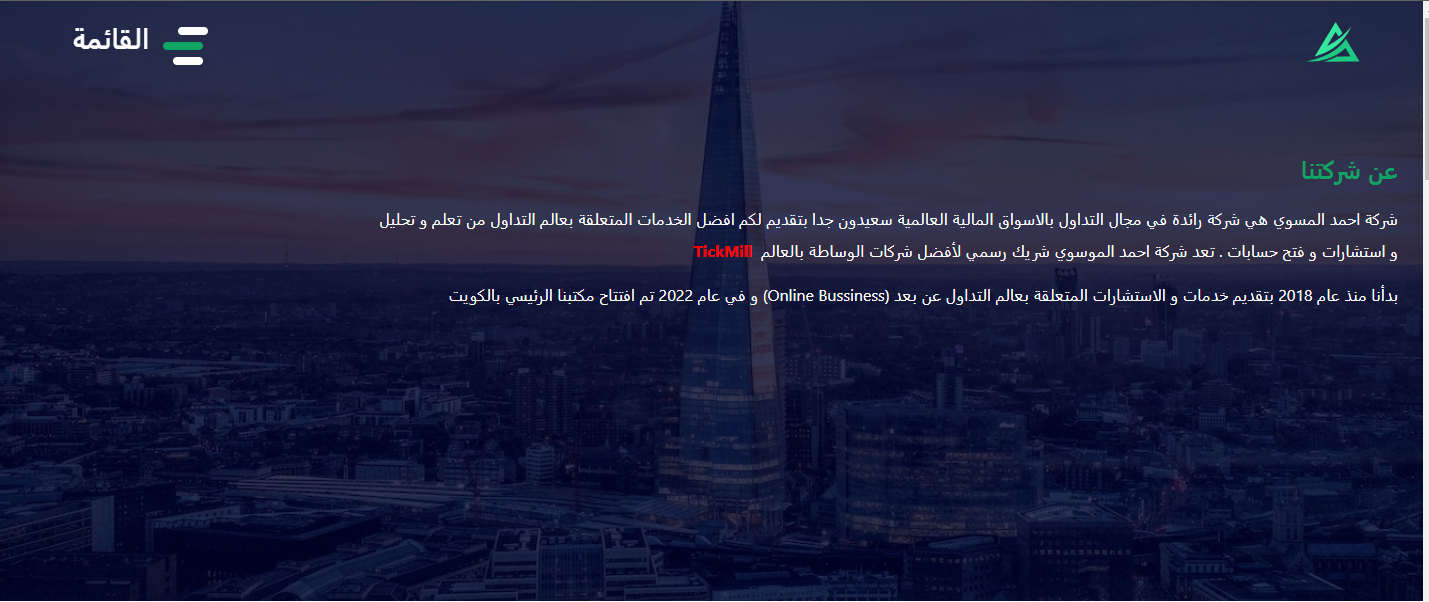 القائمة
عن شركتنا
شركة احمد المسوي هي شركة رائدة في مجال التداول بالاسواق المالية العالمية سعيدون جدا بتقديم لكم افضل الخدمات المتعلقة بعالم التداول من تعلم و تحليل
و استشارات و فتح حسابات . تعد شركة احمد الموسوي شريك رسمي لأفضل شركات الوساطة بالعالم TickMill
بدأنا منذ عام 2018 بتقديم خدمات و الاستشارات المتعلقة بعالم التداول عن بعد (Online Bussiness) و في عام 2022 تم افتتاح مكتبنا الرئيسي بالكويت